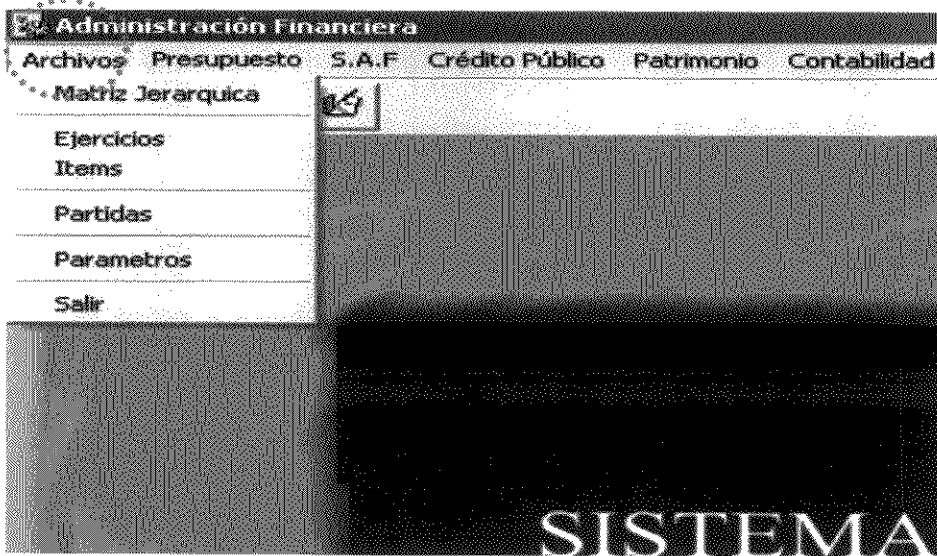 Administración Financiera
Archivos Presupuesto S.A.F Crédito Público Patrimonio Contabilidad
Matriz Jerarquica
Ejercicios
Items
Partidas
Parametros
Salir
SISTEMA